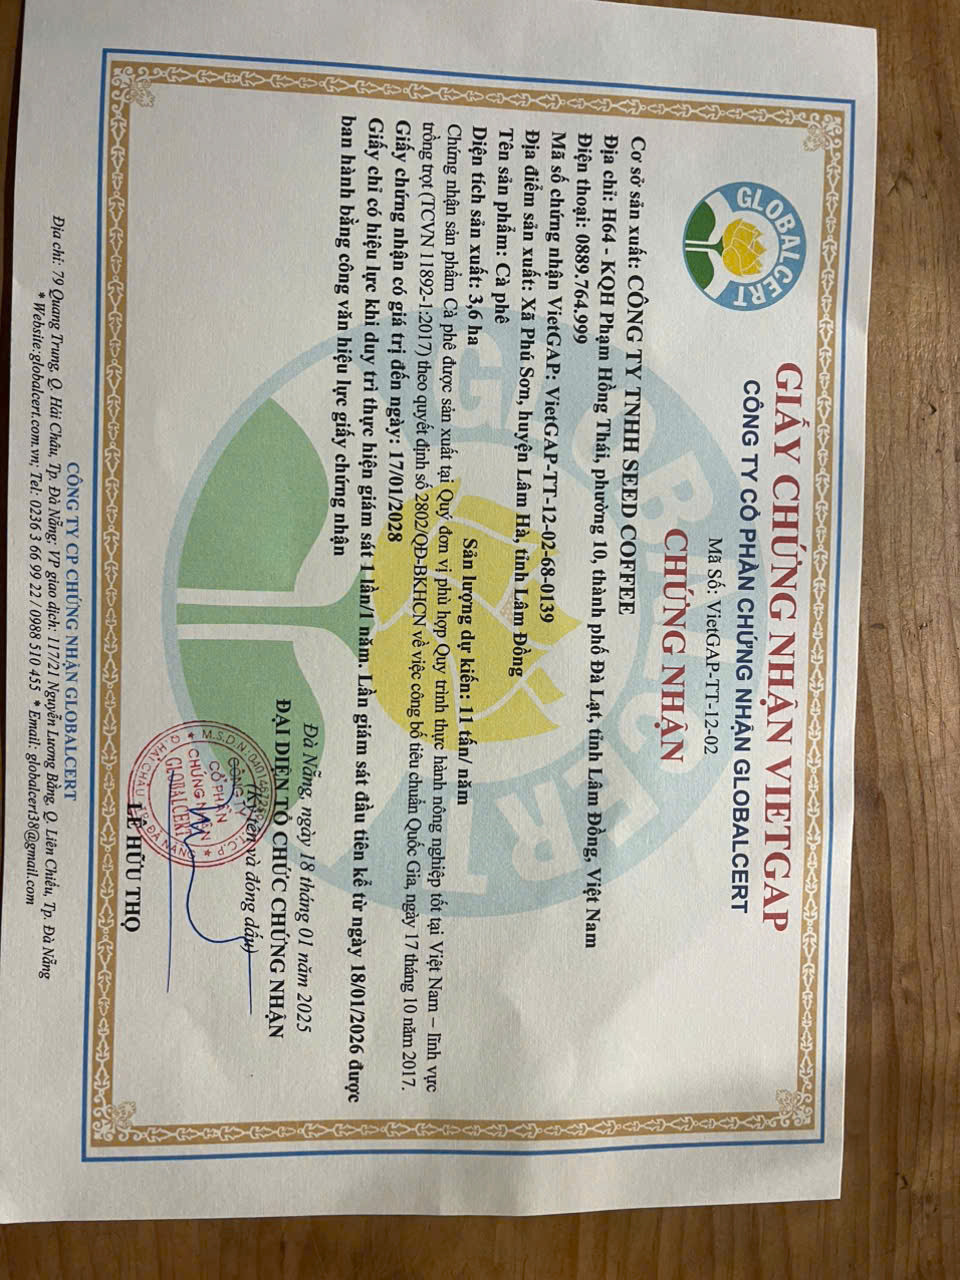 GLOBALCERT
GIẤY CHỨNG NHẬN VIETGAP
CÔNG TY CỔ PHẦN CHỨNG NHẬN GLOBALCERT
Mã Số: VietGAP-TT-12-02
CHỨNG NHẬN
Cơ sở sản xuất: CÔNG TY TNHH SEED COFFEE
Địa chỉ: H64 - KQH Phạm Hồng Thái, phường 10, thành phố Đà Lạt, tỉnh Lâm Đồng, Việt Nam
Điện thoại: 0889.764.999
Mã số chứng nhận VietGAP: VietGAP-TT-12-02-68-0139
Địa điểm sản xuất: Xã Phú Sơn, huyện Lâm Hà, tỉnh Lâm Đồng
Tên sản phẩm: Cà phê
Diện tích sản xuất: 3,6 ha Sản lượng dự kiến: 11 tấn/ năm
Chứng nhận sản phẩm Cà phê được sản xuất tại Quý đơn vị phù hợp Quy trình thực hành nông nghiệp tốt tại Việt Nam – lĩnh vực
trồng trọt (TCVN 11892-1:2017) theo quyết định số 2802/QĐ-BKHCN về việc công bố tiêu chuẩn Quốc Gia, ngày 17 tháng 10 năm 2017.
Giấy chứng nhận có giá trị đến ngày: 17/01/2028
Giấy chỉ có hiệu lực khi duy trì thực hiện giám sát 1 lần/1 năm. Lần giám sát đầu tiên kể từ ngày 18/01/2026 được
ban hành bằng công văn hiệu lực giấy chứng nhận
Đà Nẵng, ngày 18 tháng 01 năm 2025
ĐẠI DIỆN TỔ CHỨC CHỨNG NHẬN
(Ký tên và đóng dấu)
CÔNG TY
CỔ PHẦN
CHỨNG NHẬN
GLOBALCERT
LÊ HỮU THỌ
CÔNG TY CP CHỨNG NHẬN GLOBALCERT
Địa chỉ: 79 Quang Trung, Q. Hải Châu, Tp. Đà Nẵng; VP giao dịch: 117/21 Nguyễn Lương Bằng, Q. Liên Chiểu, Tp. Đà Nẵng
* Website:globalcert.com.vn; Tel: 0236 3 66 99 22 / 0988 510 455 * Email: globalcert38@gmail.com